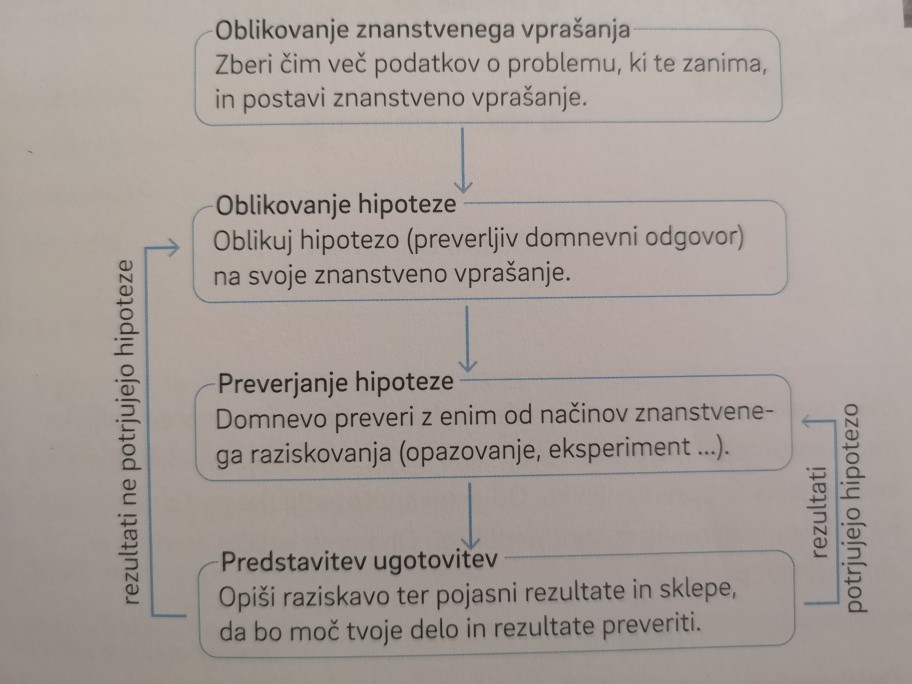 Oblikovanje znanstvenega vprašanja
Zberi čim več podatkov o problemu, ki te zanima,
in postavi znanstveno vprašanje.
Oblikovanje hipoteze
Oblikuj hipotezo (preverljiv domnevni odgovor)
na svoje znanstveno vprašanje.
rezultati ne potrjujejo hipoteze
Preverjanje hipoteze
Domnevo preveri z enim od načinov znanstvene-
ga raziskovanja (opazovanje, eksperiment ...).
rezultati
potrjujejo hipotezo
Predstavitev ugotovitev
Opiši raziskavo ter pojasni rezultate in sklepe,
da bo moč tvoje delo in rezultate preveriti.